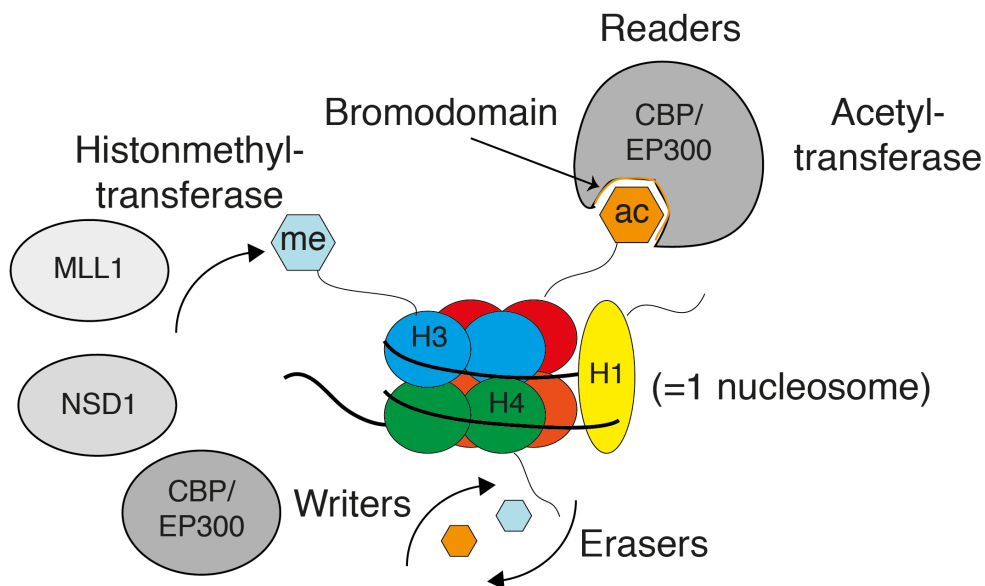 Readers
Bromodomain
CBP/
EP300
Acetyl-
transferase
Histonmethyl-
transferase
ac
me
MLL1
H3
H1
(=1 nucleosome)
NSD1
H4
CBP/
EP300
Writers
Erasers